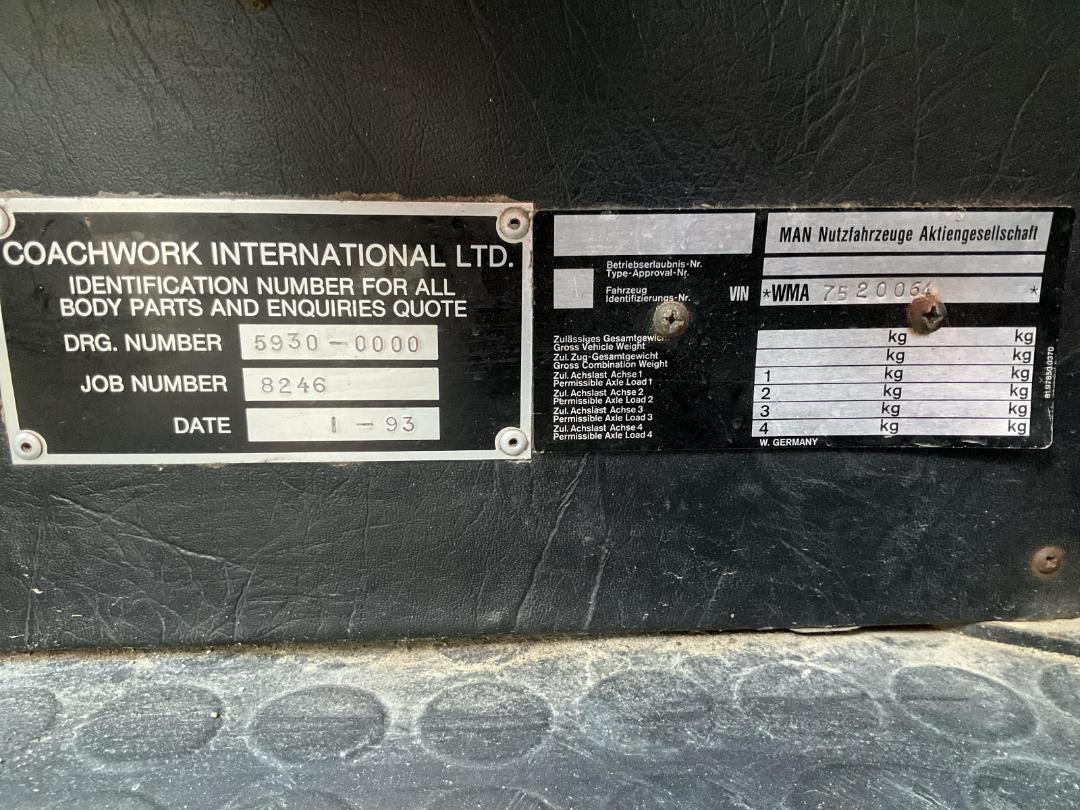 COACHWORK INTERNATIONAL LTD.
IDENTIFICATION NUMBER FOR ALL
BODY PARTS AND ENQUIRIES QUOTE
DRG. NUMBER 5930-0000
JOB NUMBER 8246
DATE 1-93
MAN Nutzfahrzeuge Aktiengesellschaft
Betriebserlaubnis-Nr.
Type-Approval-Nr.
Fahrzeug
Identifizierungs-Nr.
VIN *WMA 7520064 *
Zulässiges Gesamtgewicht kg kg
Gross Vehicle Weight
Zul. Zug-Gesamtgewicht kg kg
Gross Combination Weight
Zul. Achslast Achse 1
Permissible Axle Load 1
1 kg kg
Zul. Achslast Achse 2
Permissible Axle Load 2
2 kg kg
Zul. Achslast Achse 3
Permissible Axle Load 3
3 kg kg
Zul. Achslast Achse 4
Permissible Axle Load 4
4 kg kg
W. GERMANY
81.97850.0370